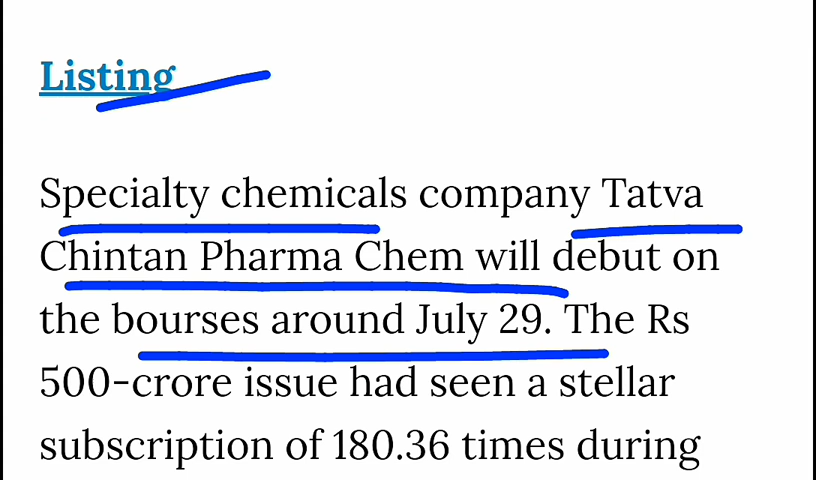 Listing
Specialty chemicals company Tatva
Chintan Pharma Chem will debut on
the bourses around July 29. The Rs
500-crore issue had seen a stellar
subscription of 180.36 times during